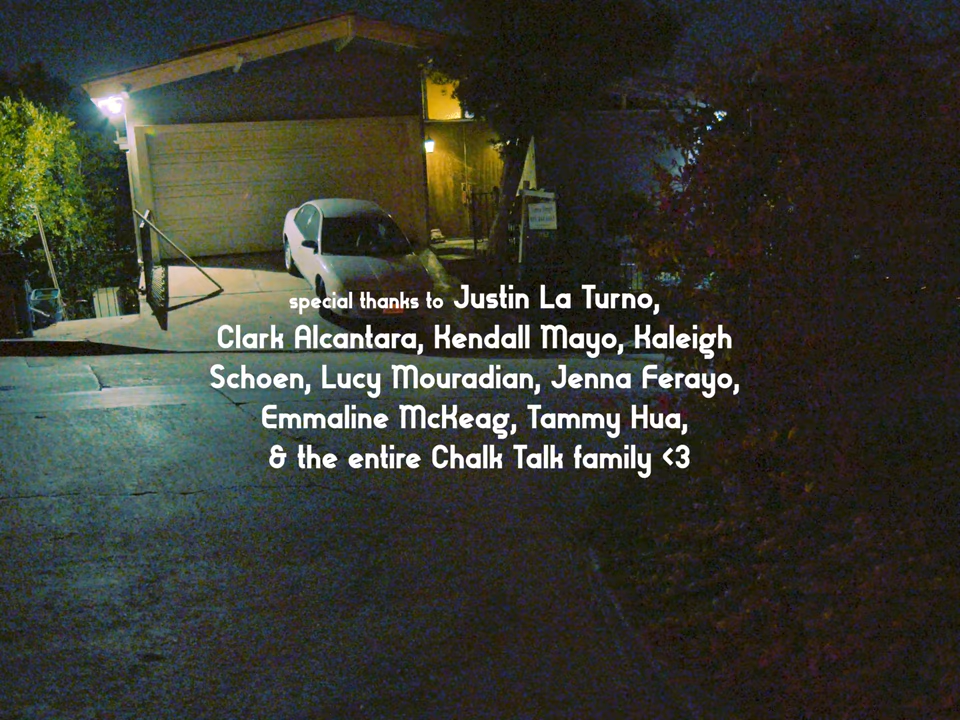 special thanks to Justin La Turno,
Clark Alcantara, Kendall Mayo, Kaleigh
Schoen, Lucy Mouradian, Jenna Ferayo,
Emmaline McKeag, Tammy Hua,
& the entire Chalk Talk family <3